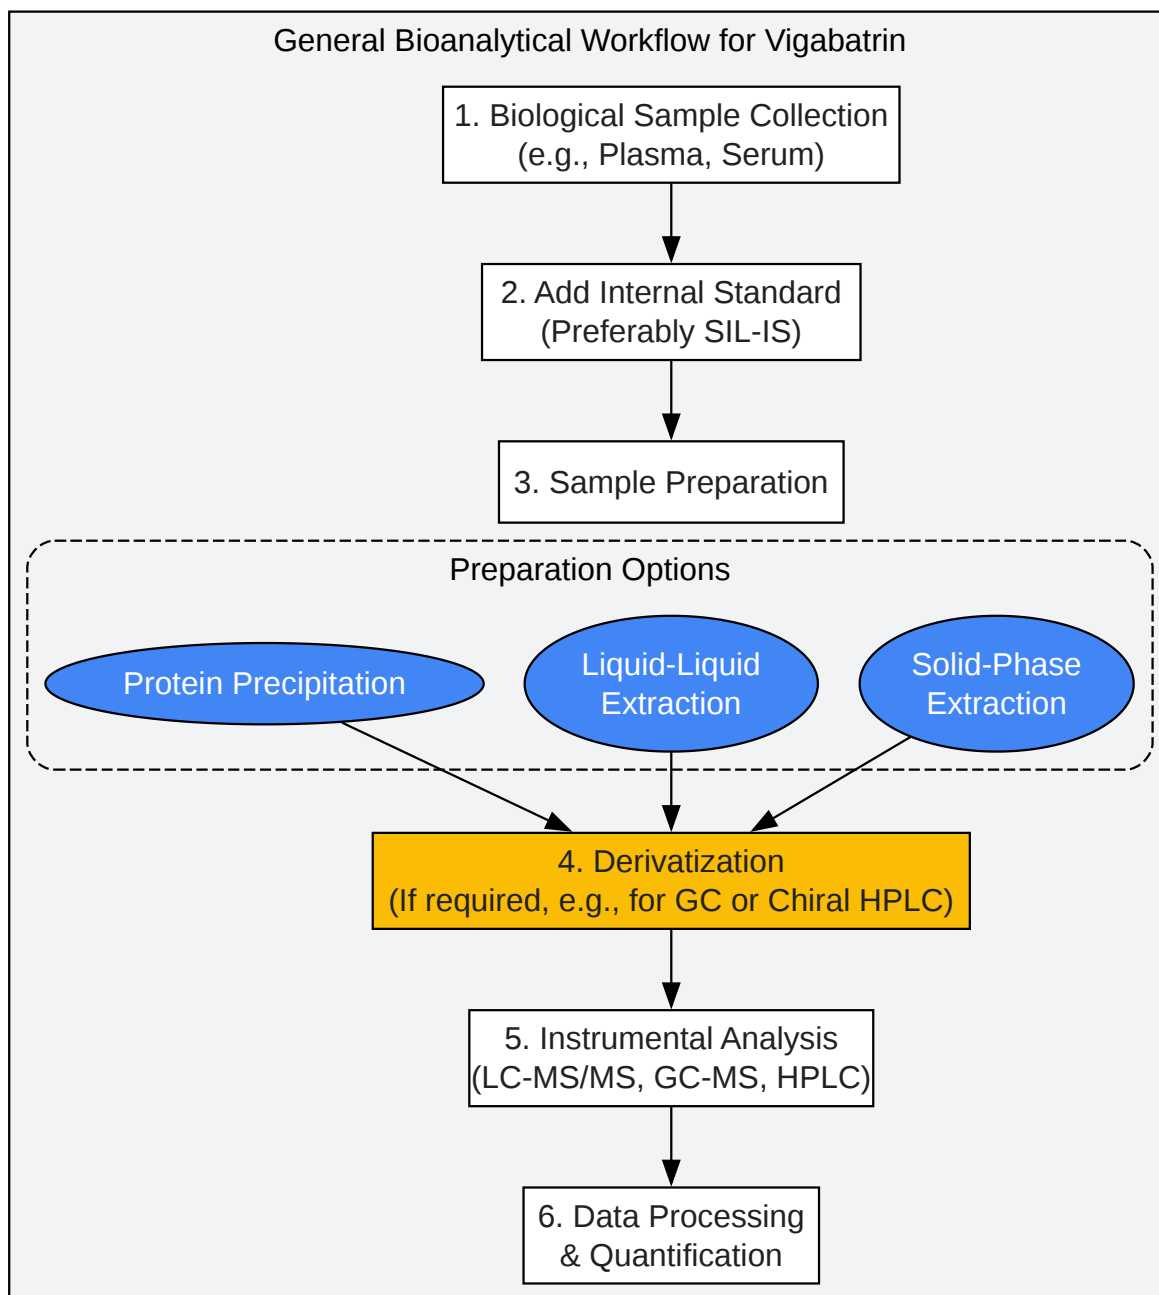 General Bioanalytical Workflow for Vigabatrin
1. Biological Sample Collection
(e.g., Plasma, Serum)
2. Add Internal Standard
(Preferably SIL-IS)
3. Sample Preparation
Preparation Options
Protein Precipitation
Liquid-Liquid
Extraction
Solid-Phase
Extraction
4. Derivatization
(If required, e.g., for GC or Chiral HPLC)
5. Instrumental Analysis
(LC-MS/MS, GC-MS, HPLC)
6. Data Processing
& Quantification